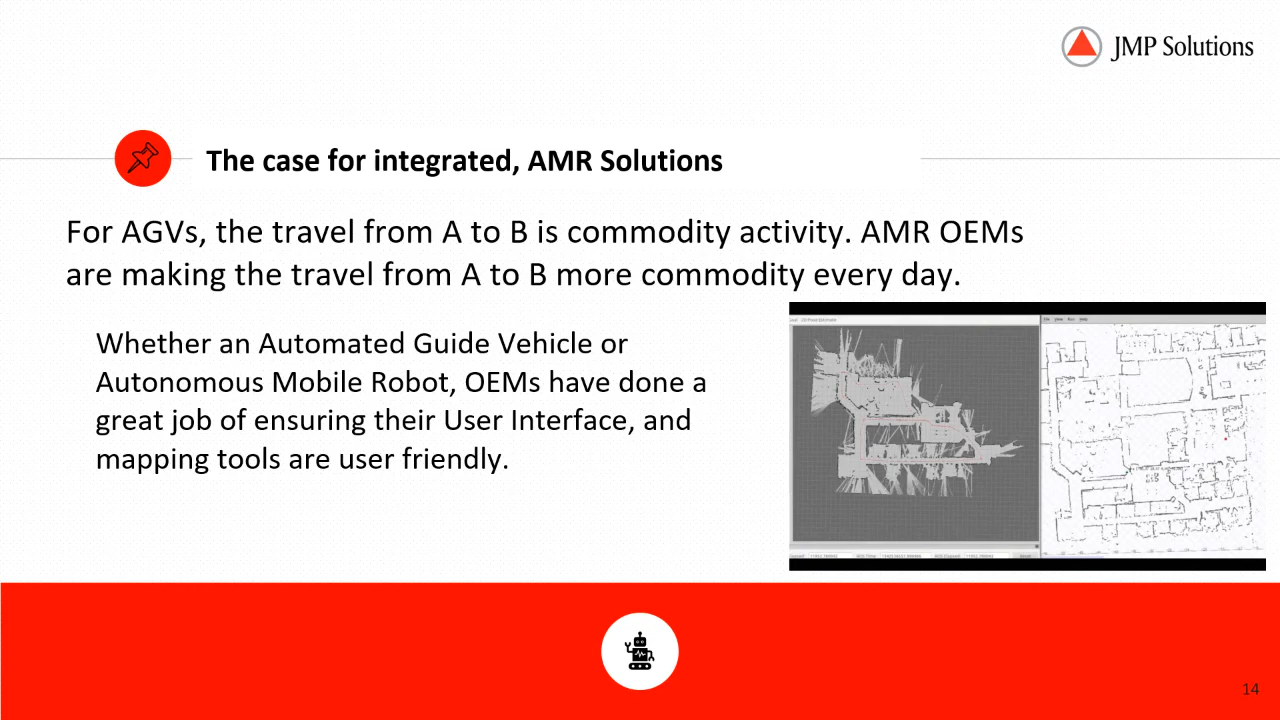 JMP Solutions
The case for integrated, AMR Solutions
For AGVs, the travel from A to B is commodity activity. AMR OEMs
are making the travel from A to B more commodity every day.
Whether an Automated Guide Vehicle or
Autonomous Mobile Robot, OEMs have done a
great job of ensuring their User Interface, and
mapping tools are user friendly.
14